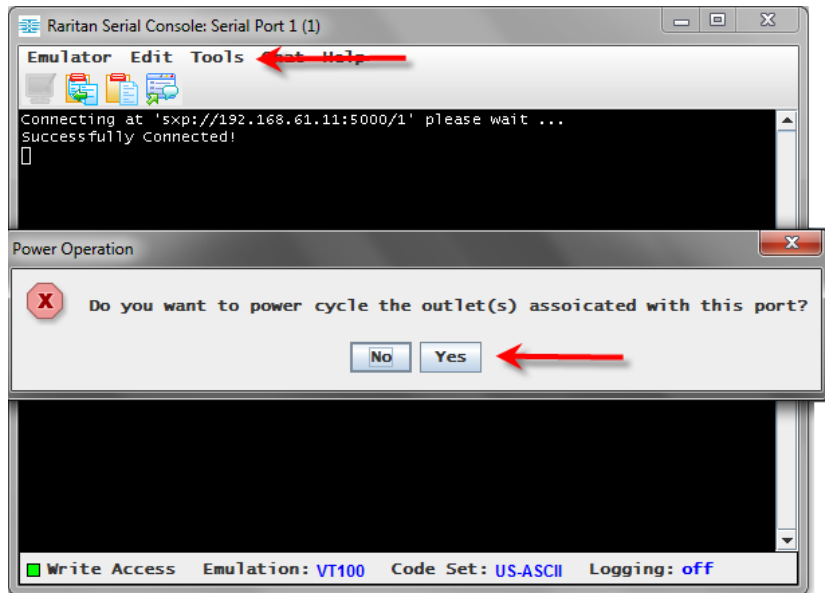 Raritan Serial Console: Serial Port 1 (1)
Emulator Edit Tools Chat Help
Connecting at 'sxp://192.168.61.11:5000/1' please wait ...
Successfully Connected!
Power Operation
Do you want to power cycle the outlet(s) assoicated with this port?
No Yes
Write Access Emulation: VT100 Code Set: US-ASCII Logging: off